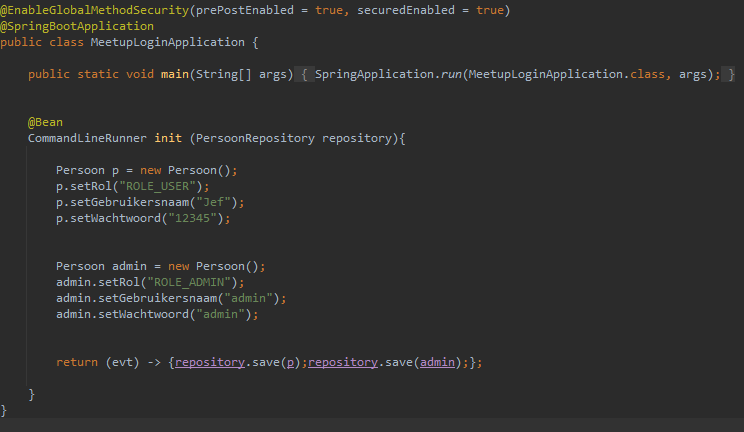 @EnableGlobalMethodSecurity(prePostEnabled = true, securedEnabled = true)
@SpringBootApplication
public class MeetupLoginApplication {
public static void main(String[] args) { SpringApplication.run(MeetupLoginApplication.class, args); }
@Bean
CommandLineRunner init (PersoonRepository repository){
Persoon p = new Persoon();
p.setRol("ROLE_USER");
p.setGebruikersnaam("Jef");
p.setWachtwoord("12345");
Persoon admin = new Persoon();
admin.setRol("ROLE_ADMIN");
admin.setGebruikersnaam("admin");
admin.setWachtwoord("admin");
return (evt) -> {repository.save(p);repository.save(admin);};
}
}